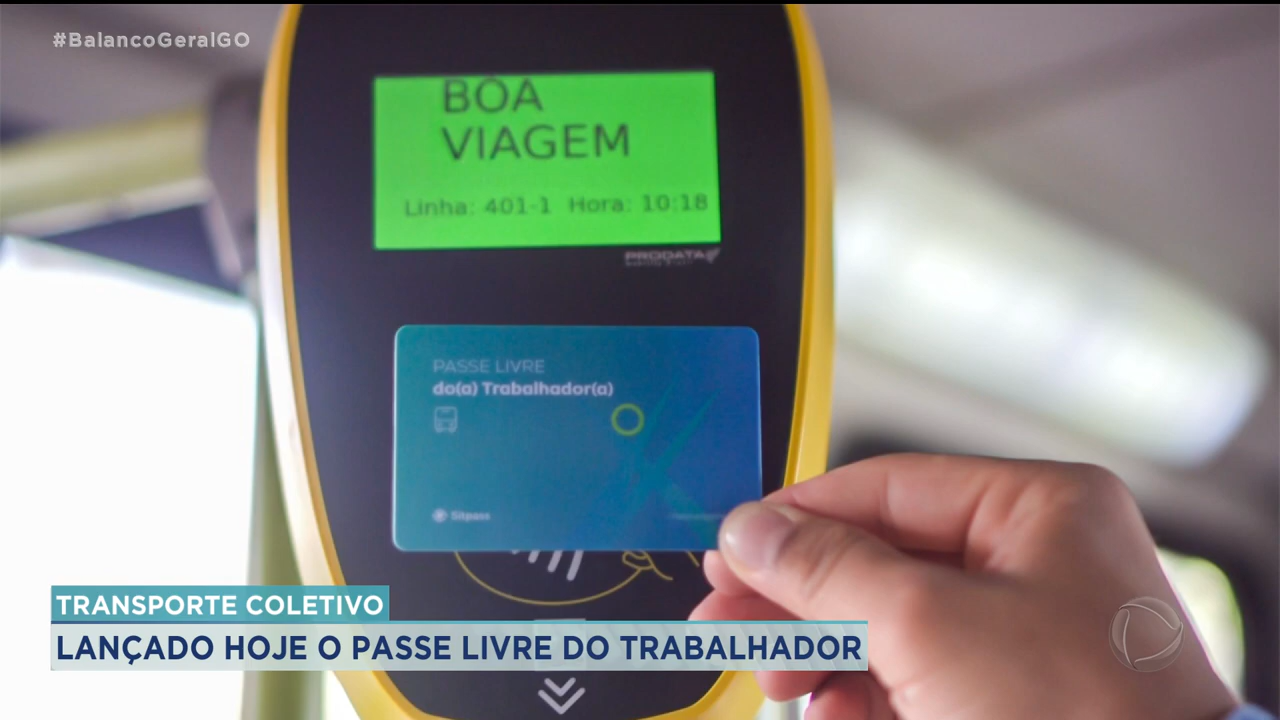 #BalancoGeralGO
BOA
VIAGEM
Linha: 401-1 Hora: 10:18
PRODATA
PASSE LIVRE
do(a) Trabalhador(a)
Sitpass
TRANSPORTE COLETIVO
LANÇADO HOJE O PASSE LIVRE DO TRABALHADOR